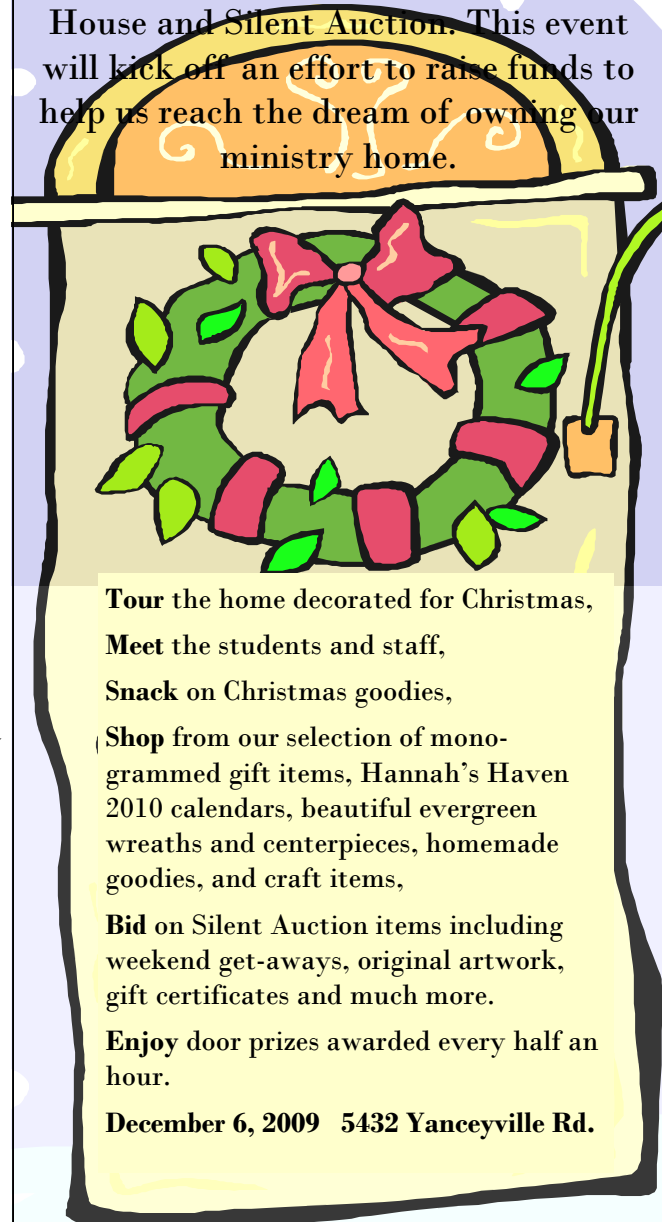 House and Silent Auction. This event
will kick off an effort to raise funds to
help us reach the dream of owning our
ministry home.
Tour the home decorated for Christmas,
Meet the students and staff,
Snack on Christmas goodies,
Shop from our selection of mono-
grammed gift items, Hannah's Haven
2010 calendars, beautiful evergreen
wreaths and centerpieces, homemade
goodies, and craft items,
Bid on Silent Auction items including
weekend get-aways, original artwork,
gift certificates and much more.
Enjoy door prizes awarded every half an
hour.
December 6, 2009   5432 Yanceyville Rd.